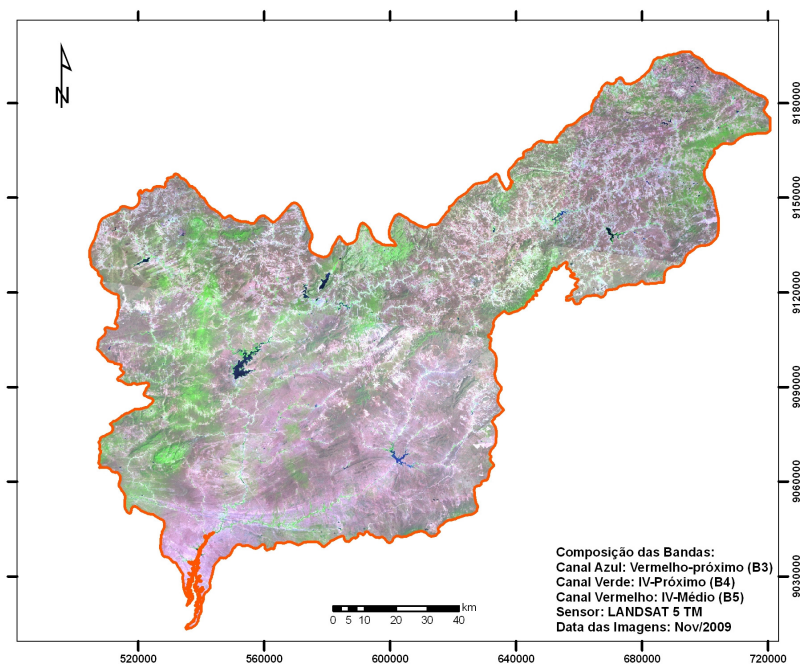 N
9180000
9150000
9120000
9090000
9060000
9030000
Composição das Bandas:
Canal Azul: Vermelho-próximo (B3)
Canal Verde: IV-Próximo (B4)
Canal Vermelho: IV-Médio (B5)
Sensor: LANDSAT 5 TM
Data das Imagens: Nov/2009
km
0 5 10 20 30 40
520000 560000 600000 640000 680000 720000